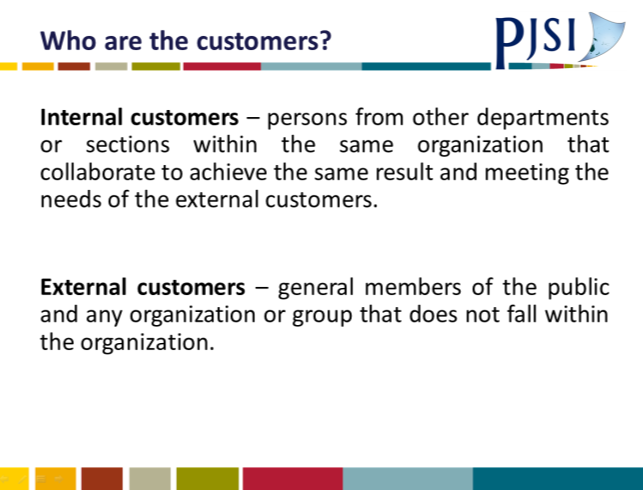 Who are the customers?
PJSI
Internal customers – persons from other departments
or sections within the same organization that
collaborate to achieve the same result and meeting the
needs of the external customers.
External customers – general members of the public
and any organization or group that does not fall within
the organization.